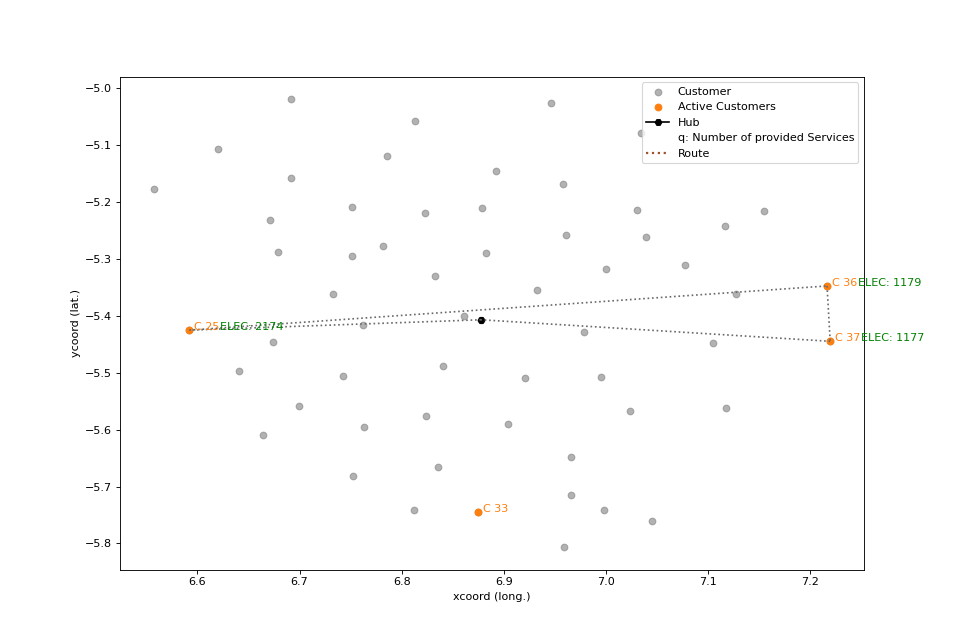 Customer
Active Customers
Hub
q: Number of provided Services
Route
−5.0
−5.1
−5.2
−5.3
−5.4
−5.5
−5.6
−5.7
−5.8
ycoord (lat.)
C 36 ELEC: 1179
C 25 ELEC: 2174
C 37 ELEC: 1177
C 33
6.6 6.7 6.8 6.9 7.0 7.1 7.2
xcoord (long.)